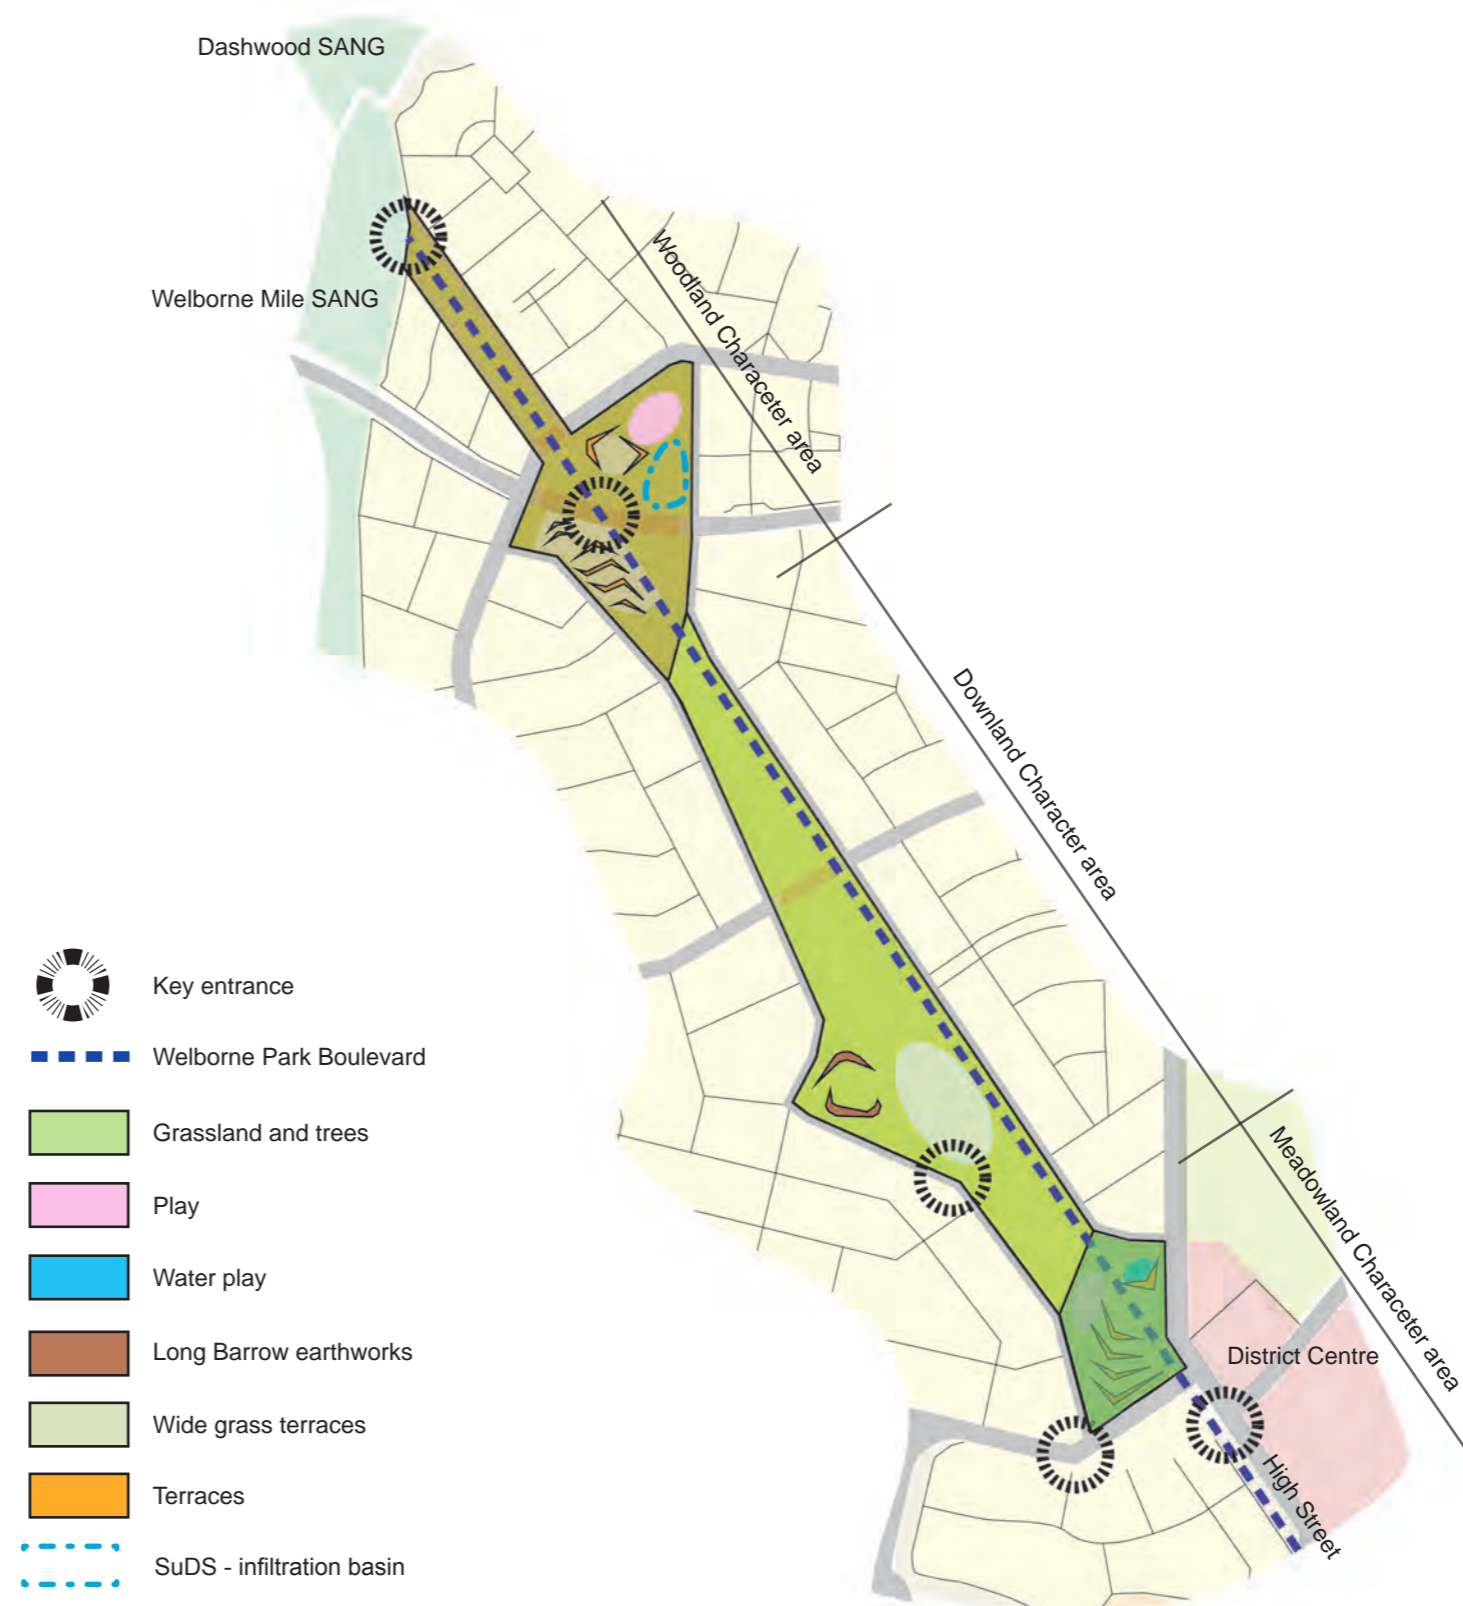 Dashwood SANG
Woodland Characeter area
Welborne Mile SANG
Downland Character area
Key entrance
Welborne Park Boulevard
Grassland and trees
Meadowland Characeter area
Play
Water play
Long Barrow earthworks
District Centre
Wide grass terraces
Terraces
High Street
SuDS - infiltration basin